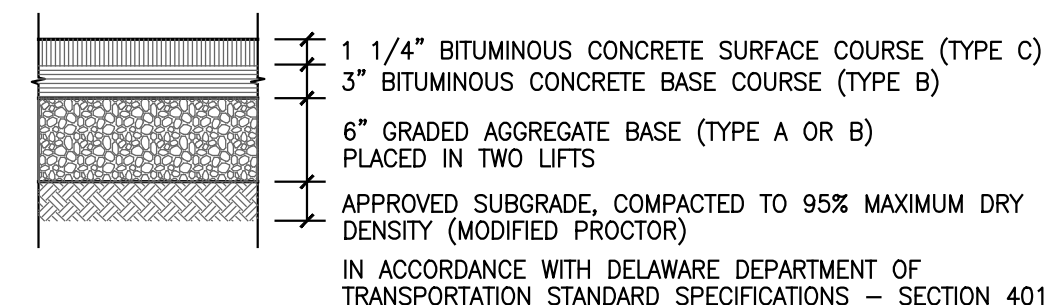 1 1/4" BITUMINOUS CONCRETE SURFACE COURSE (TYPE C)
3" BITUMINOUS CONCRETE BASE COURSE (TYPE B)
6" GRADED AGGREGATE BASE (TYPE A OR B)
PLACED IN TWO LIFTS
APPROVED SUBGRADE, COMPACTED TO 95% MAXIMUM DRY
DENSITY (MODIFIED PROCTOR)
IN ACCORDANCE WITH DELAWARE DEPARTMENT OF
TRANSPORTATION STANDARD SPECIFICATIONS – SECTION 401